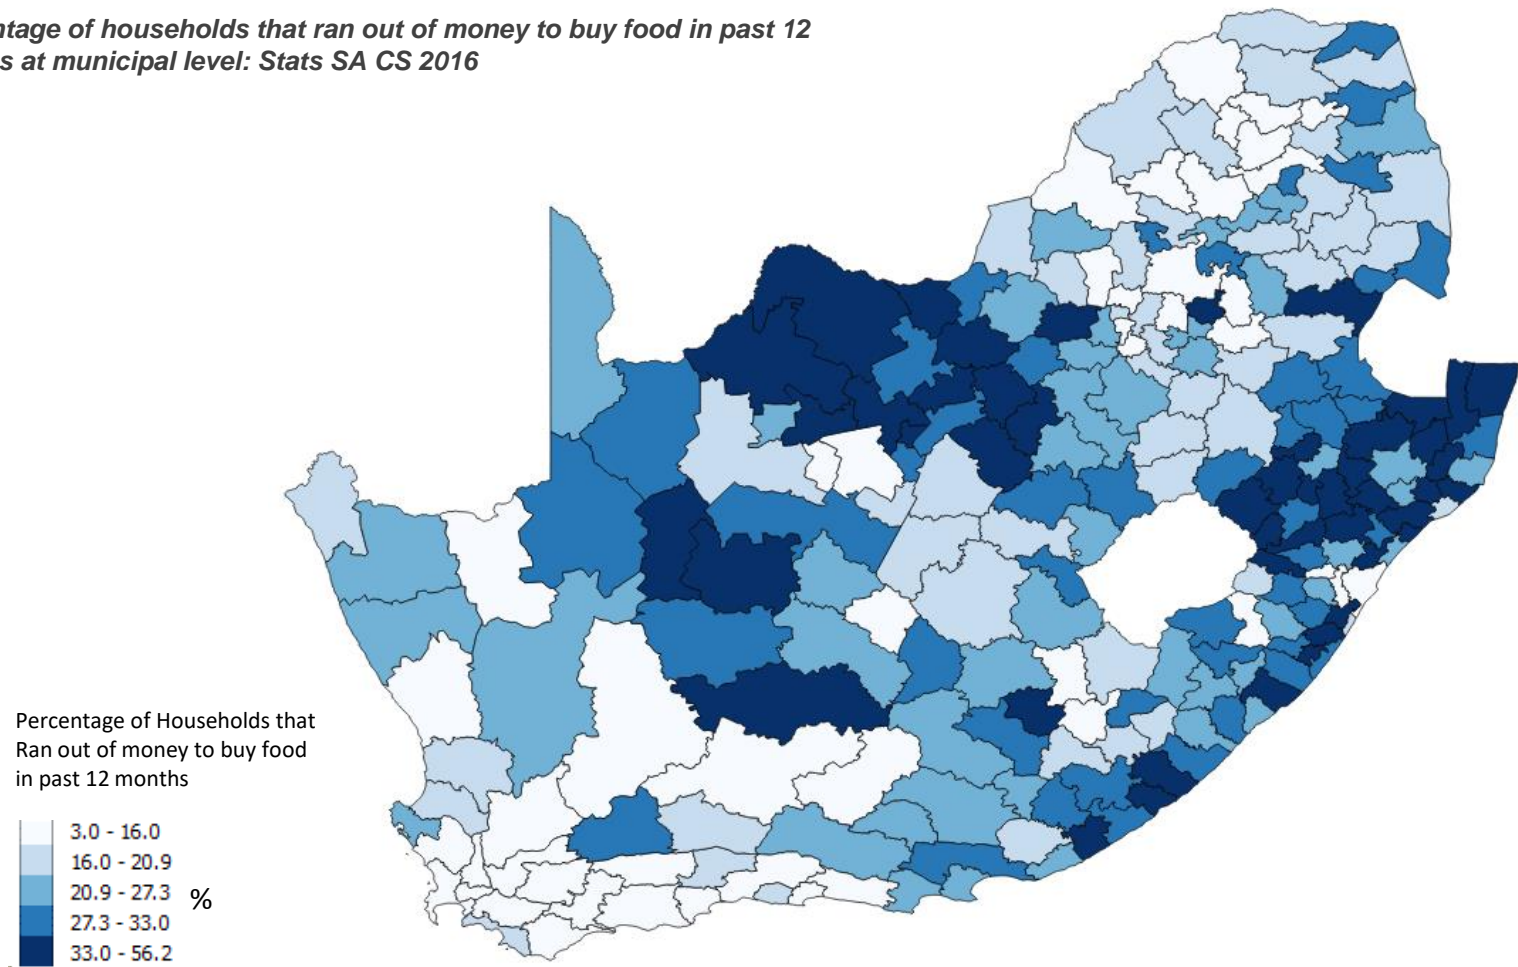 ntage of households that ran out of money to buy food in past 12
s at municipal level: Stats SA CS 2016
Percentage of Households that
Ran out of money to buy food
in past 12 months
3.0 - 16.0
16.0 - 20.9
20.9 - 27.3 %
27.3 - 33.0
33.0 - 56.2